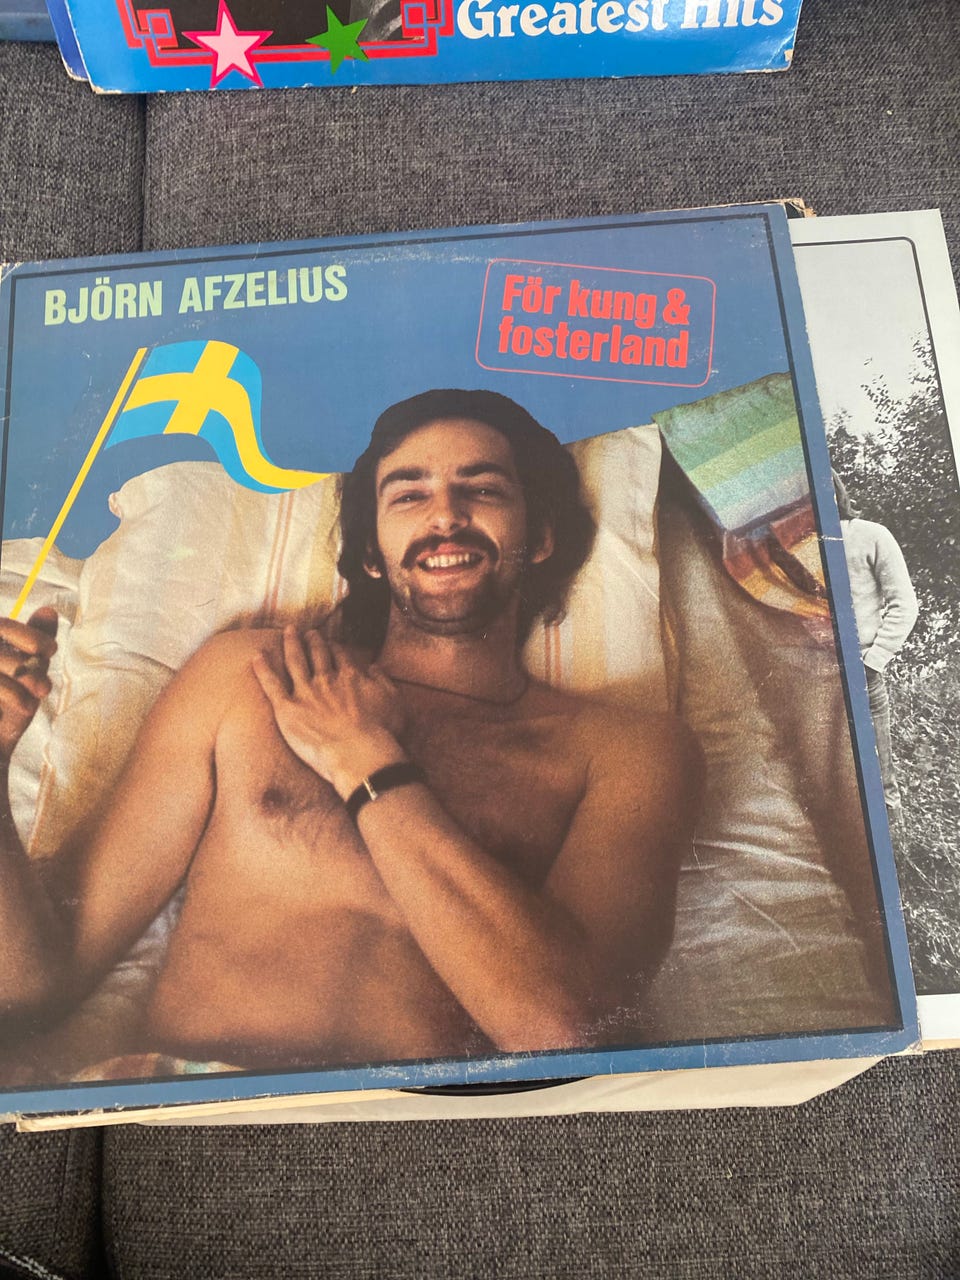 Greatest Hits
BJÖRN AFZELIUS
För kung &
fosterland